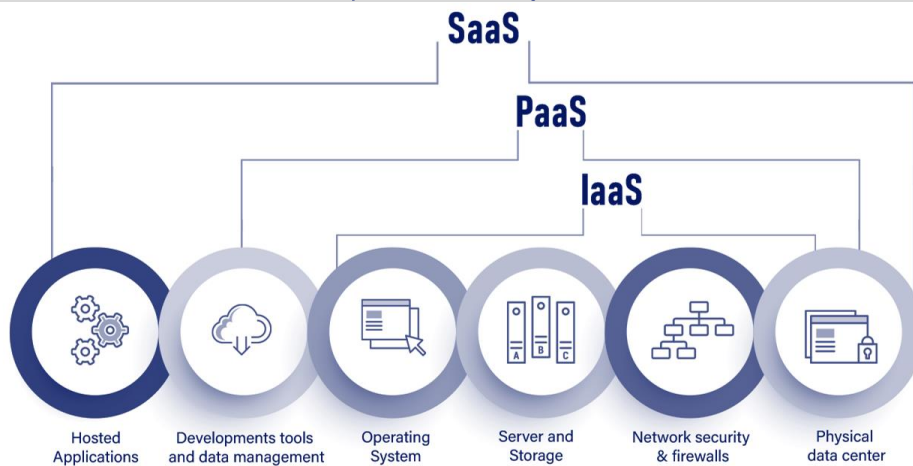 SaaS
PaaS
IaaS
A
B
C
Hosted
Applications
Developments tools
and data management
Operating
System
Server and
Storage
Network security
& firewalls
Physical
data center